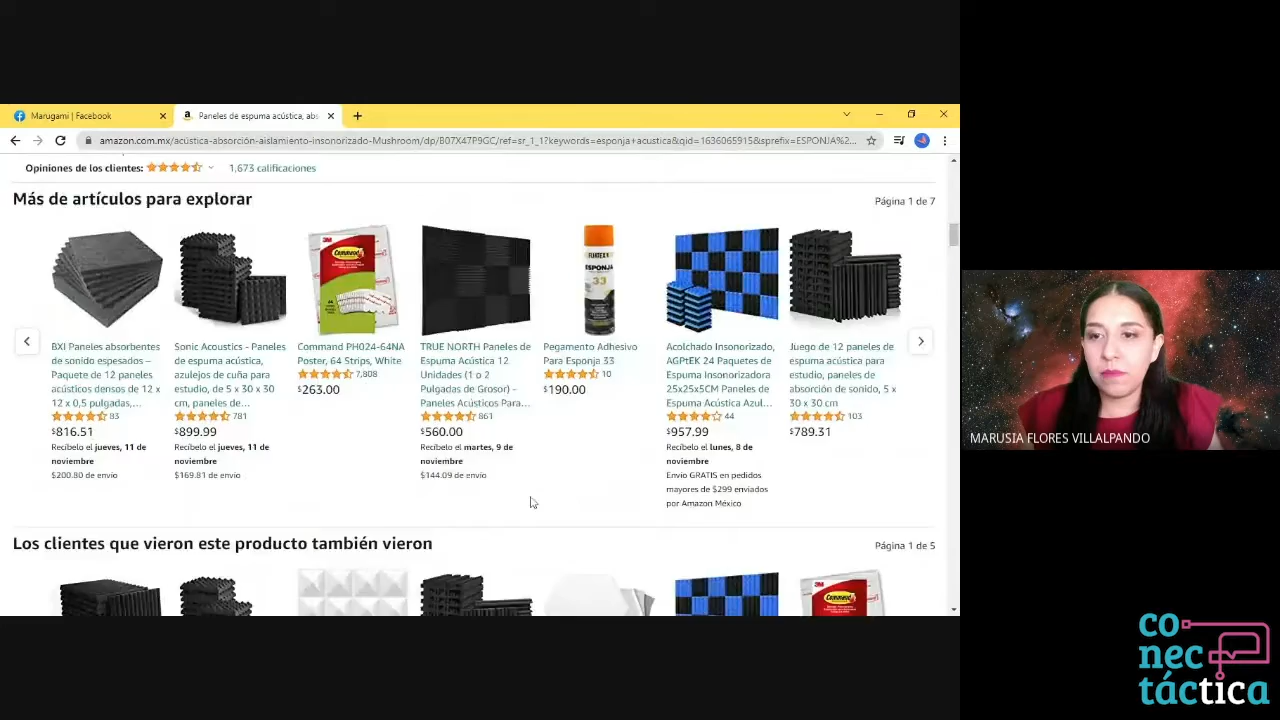 Marugami | Facebook
Paneles de espuma acústica, abs
amazon.com.mx/acústica-absorción-aislamiento-insonorizado-Mushroom/dp/B07X47P9GC/ref=sr_1_1?keywords=esponja+acustica&qid=1636065915&sprefix=ESPONJA%2...
Opiniones de los clientes: 1,673 calificaciones
Más de artículos para explorar
Página 1 de 7
3M
Command
ESPONJA
33
BXI Paneles absorbentes
de sonido espesados –
Paquete de 12 paneles
acústicos densos de 12 x
12 x 0,5 pulgadas,...
83
$816.51
Recíbelo el jueves, 11 de
noviembre
$200.80 de envío
Sonic Acoustics - Paneles
de espuma acústica,
azulejos de cuña para
estudio, de 5 x 30 x 30
cm, paneles de...
781
$899.99
Recíbelo el jueves, 11 de
noviembre
$169.81 de envío
Command PH024-64NA
Poster, 64 Strips, White
7,808
$263.00
TRUE NORTH Paneles de
Espuma Acústica 12
Unidades (1 o 2
Pulgadas de Grosor) -
Paneles Acústicos Para...
861
$560.00
Recíbelo el martes, 9 de
noviembre
$144.09 de envío
Pegamento Adhesivo
Para Esponja 33
10
$190.00
Acolchado Insonorizado,
AGPtEK 24 Paquetes de
Espuma Insonorizadora
25x25x5CM Paneles de
Espuma Acústica Azul...
44
$957.99
Recíbelo el lunes, 8 de
noviembre
Envío GRATIS en pedidos
mayores de $299 enviados
por Amazon México
Juego de 12 paneles de
espuma acústica para
estudio, paneles de
absorción de sonido, 5 x
30 x 30 cm
103
$789.31
Los clientes que vieron este producto también vieron
Página 1 de 5
3M
Command
MARUSIA FLORES VILLALPANDO
co
nec
táctica